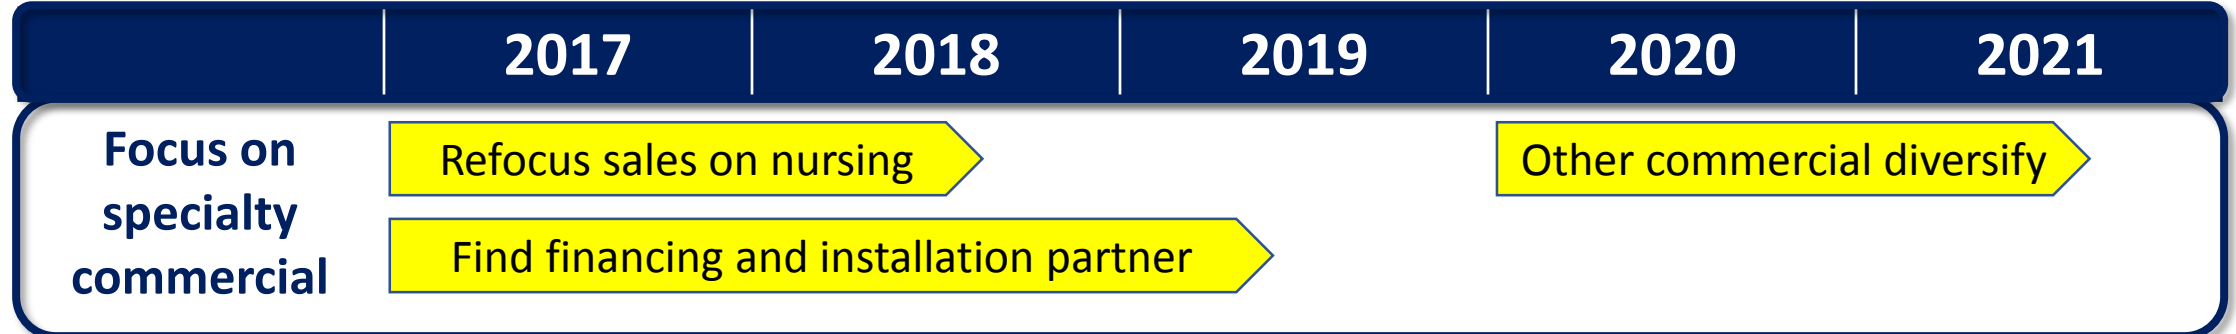 2017 2018 2019 2020 2021
Focus on
specialty
commercial
Refocus sales on nursing
Other commercial diversify
Find financing and installation partner